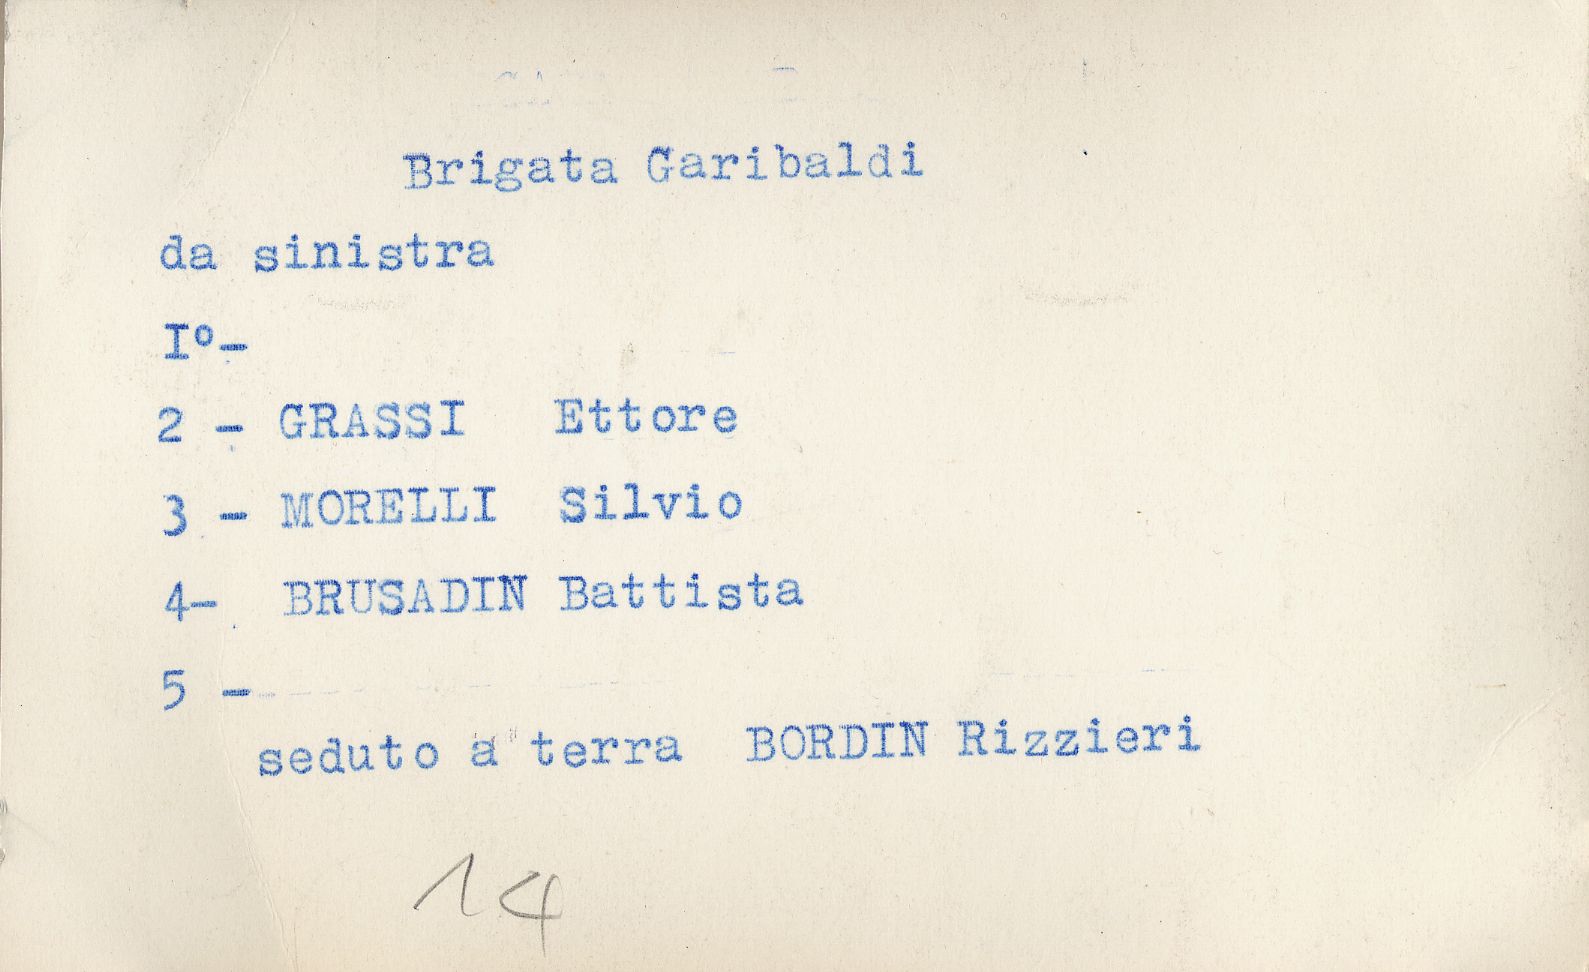 Brigata Garibaldi
da sinistra
Iº-
2 - GRASSI Ettore
3 - MORELLI Silvio
4- BRUSADIN Battista
5 -
seduto a terra BORDIN Rizzieri
14